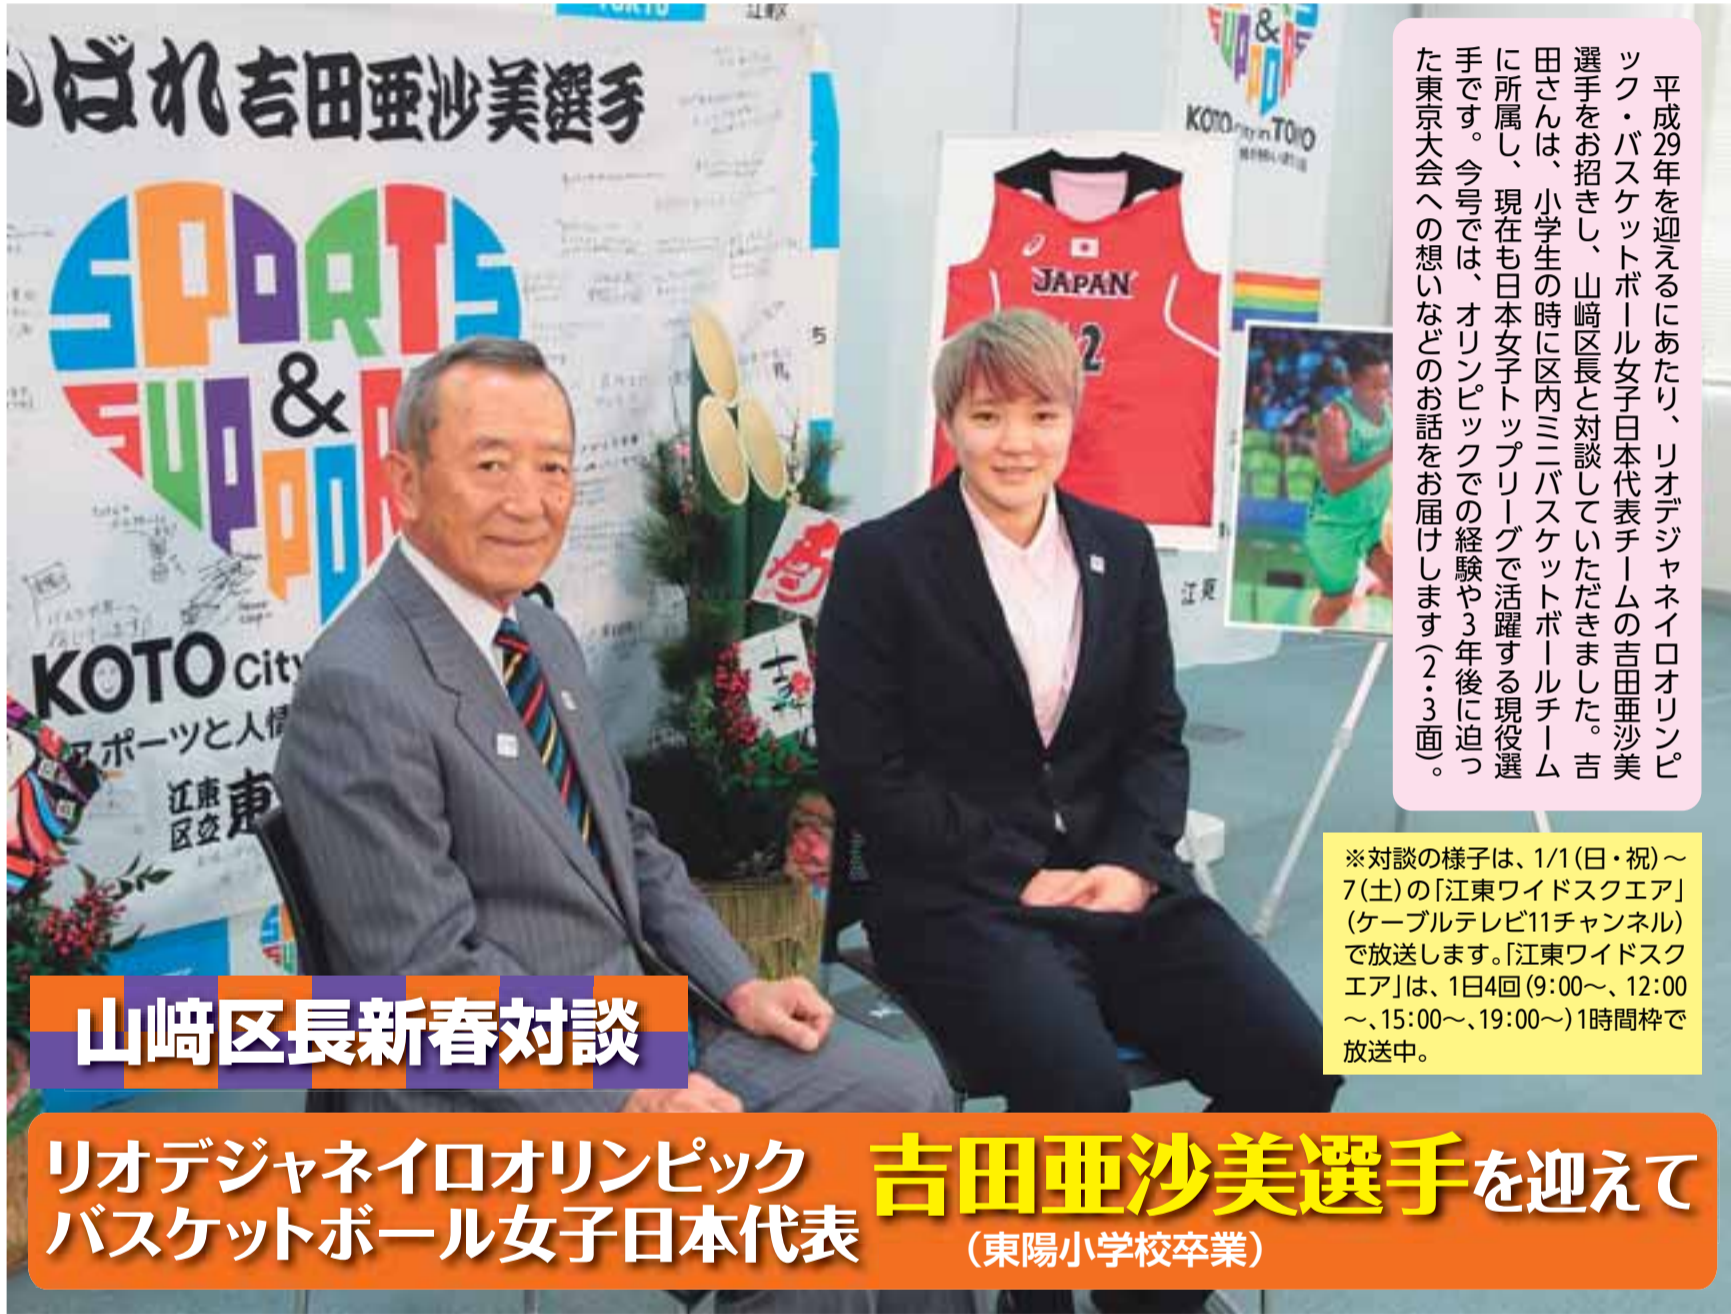 んばれ吉田亜沙美選手
SPORTS
&
SUPPOR
KOTO City
スポーツと人情
江東
区立
東
KOTO City in TOKYO
JAPAN
2
平成29年を迎えるにあたり、リオデジャネイロオリンピ
ック・バスケットボール女子日本代表チームの吉田亜沙美
選手をお招きし、山﨑区長と対談していただきました。吉
田さんは、小学生の時に区内ミニバスケットボールチーム
に所属し、現在も日本女子トップリーグで活躍する現役選
手です。今号では、オリンピックでの経験や3年後に迫っ
た東京大会への想いなどのお話をお届けします(2・3面)。
※対談の様子は、1/1(日・祝)～
7(土)の「江東ワイドスクエア」
(ケーブルテレビ11チャンネル)
で放送します。「江東ワイドスク
エア」は、1日4回(9:00～、12:00
～、15:00～、19:00～)1時間枠で
放送中。
山﨑区長新春対談
リオデジャネイロオリンピック
バスケットボール女子日本代表
吉田亜沙美選手を迎えて
(東陽小学校卒業)